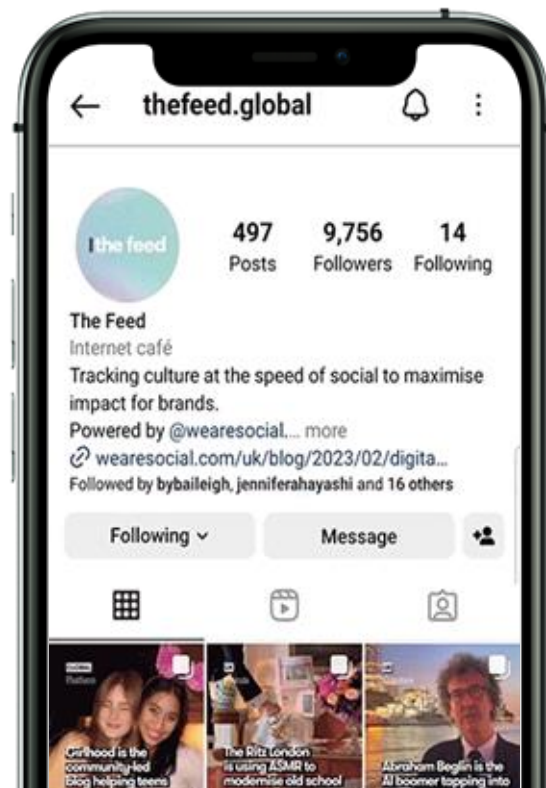 thefeed.global
the feed
497
9,756
14
Posts
Followers
Following
The Feed
Internet café
Tracking culture at the speed of social to maximise
impact for brands.
Powered by @wearesocial.... more
wearesocial.com/uk/blog/2023/02/digita...
Followed by bybaileigh, jenniferahayashi and 16 others
Following
Message
Girlhood is the
community-led
blog helping teens
The Ritz London
is using ASMR to
modernise old school
Abraham Beglin is the
AI boomer tapping into